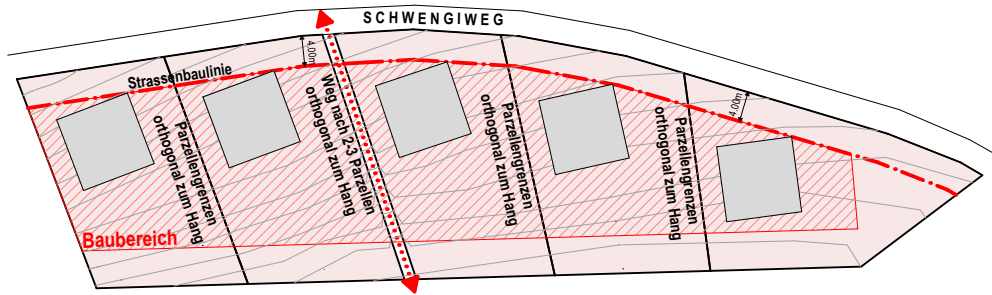 SCHWENGIWEG
4.00m
Strassenbaulinie
Parzellengrenzen
orthogonal zum Hang
Weg nach 2-3 Parzellen
orthogonal zum Hang
Parzellengrenzen
orthogonal zum Hang
Parzellengrenzen
orthogonal zum Hang
4.00m
Baubereich